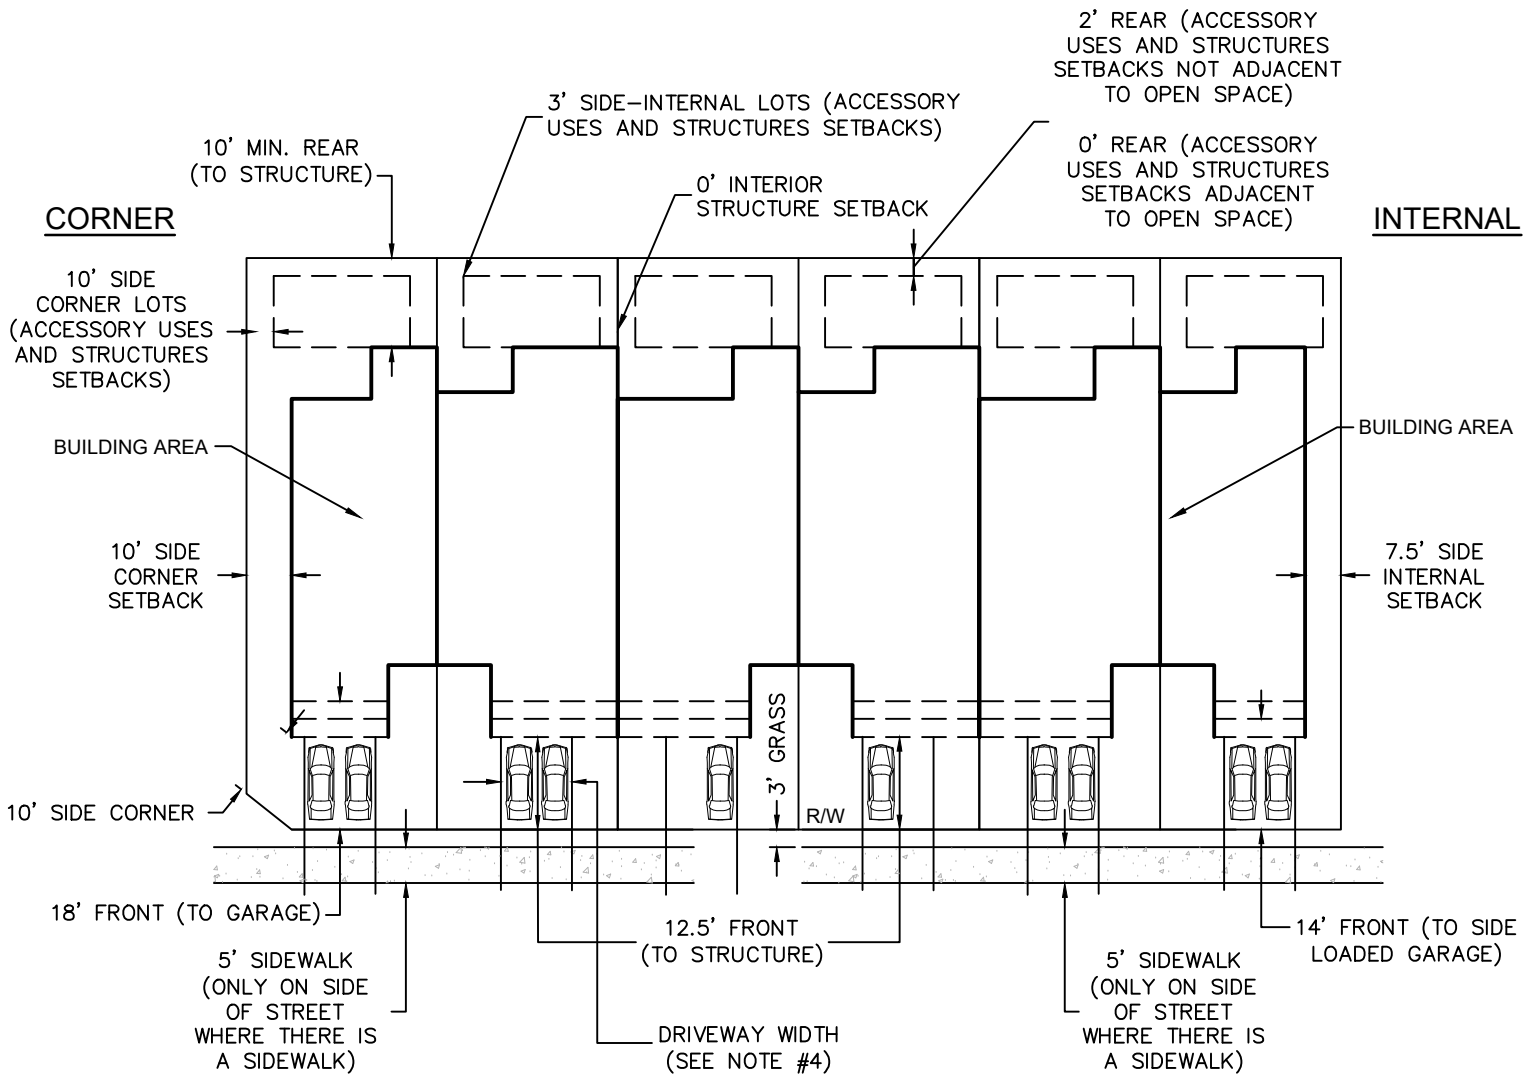 2' REAR (ACCESSORY
USES AND STRUCTURES
SETBACKS NOT ADJACENT
TO OPEN SPACE)
3' SIDE-INTERNAL LOTS (ACCESSORY
USES AND STRUCTURES SETBACKS)
10' MIN. REAR
(TO STRUCTURE)
0' REAR (ACCESSORY
USES AND STRUCTURES
SETBACKS ADJACENT
TO OPEN SPACE)
0' INTERIOR
STRUCTURE SETBACK
CORNER
INTERNAL
10' SIDE
CORNER LOTS
(ACCESSORY USES
AND STRUCTURES
SETBACKS)
BUILDING AREA
BUILDING AREA
10' SIDE
CORNER
SETBACK
7.5' SIDE
INTERNAL
SETBACK
3' GRASS
10' SIDE CORNER
R/W
18' FRONT (TO GARAGE)
12.5' FRONT
(TO STRUCTURE)
14' FRONT (TO SIDE
LOADED GARAGE)
5' SIDEWALK
(ONLY ON SIDE
OF STREET
WHERE THERE IS
A SIDEWALK)
DRIVEWAY WIDTH
(SEE NOTE #4)
5' SIDEWALK
(ONLY ON SIDE
OF STREET
WHERE THERE IS
A SIDEWALK)